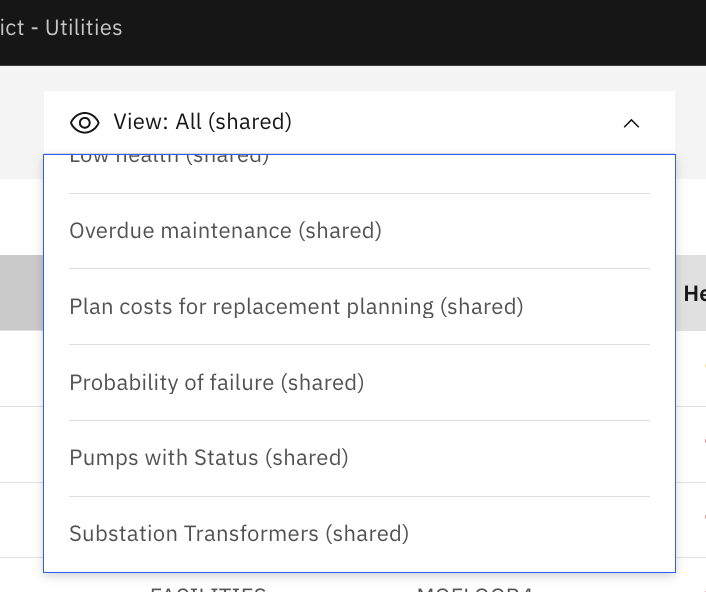 ict - Utilities
View: All (shared)
Low health (shared)
Overdue maintenance (shared)
He
Plan costs for replacement planning (shared)
Probability of failure (shared)
Pumps with Status (shared)
Substation Transformers (shared)
FACILITIES